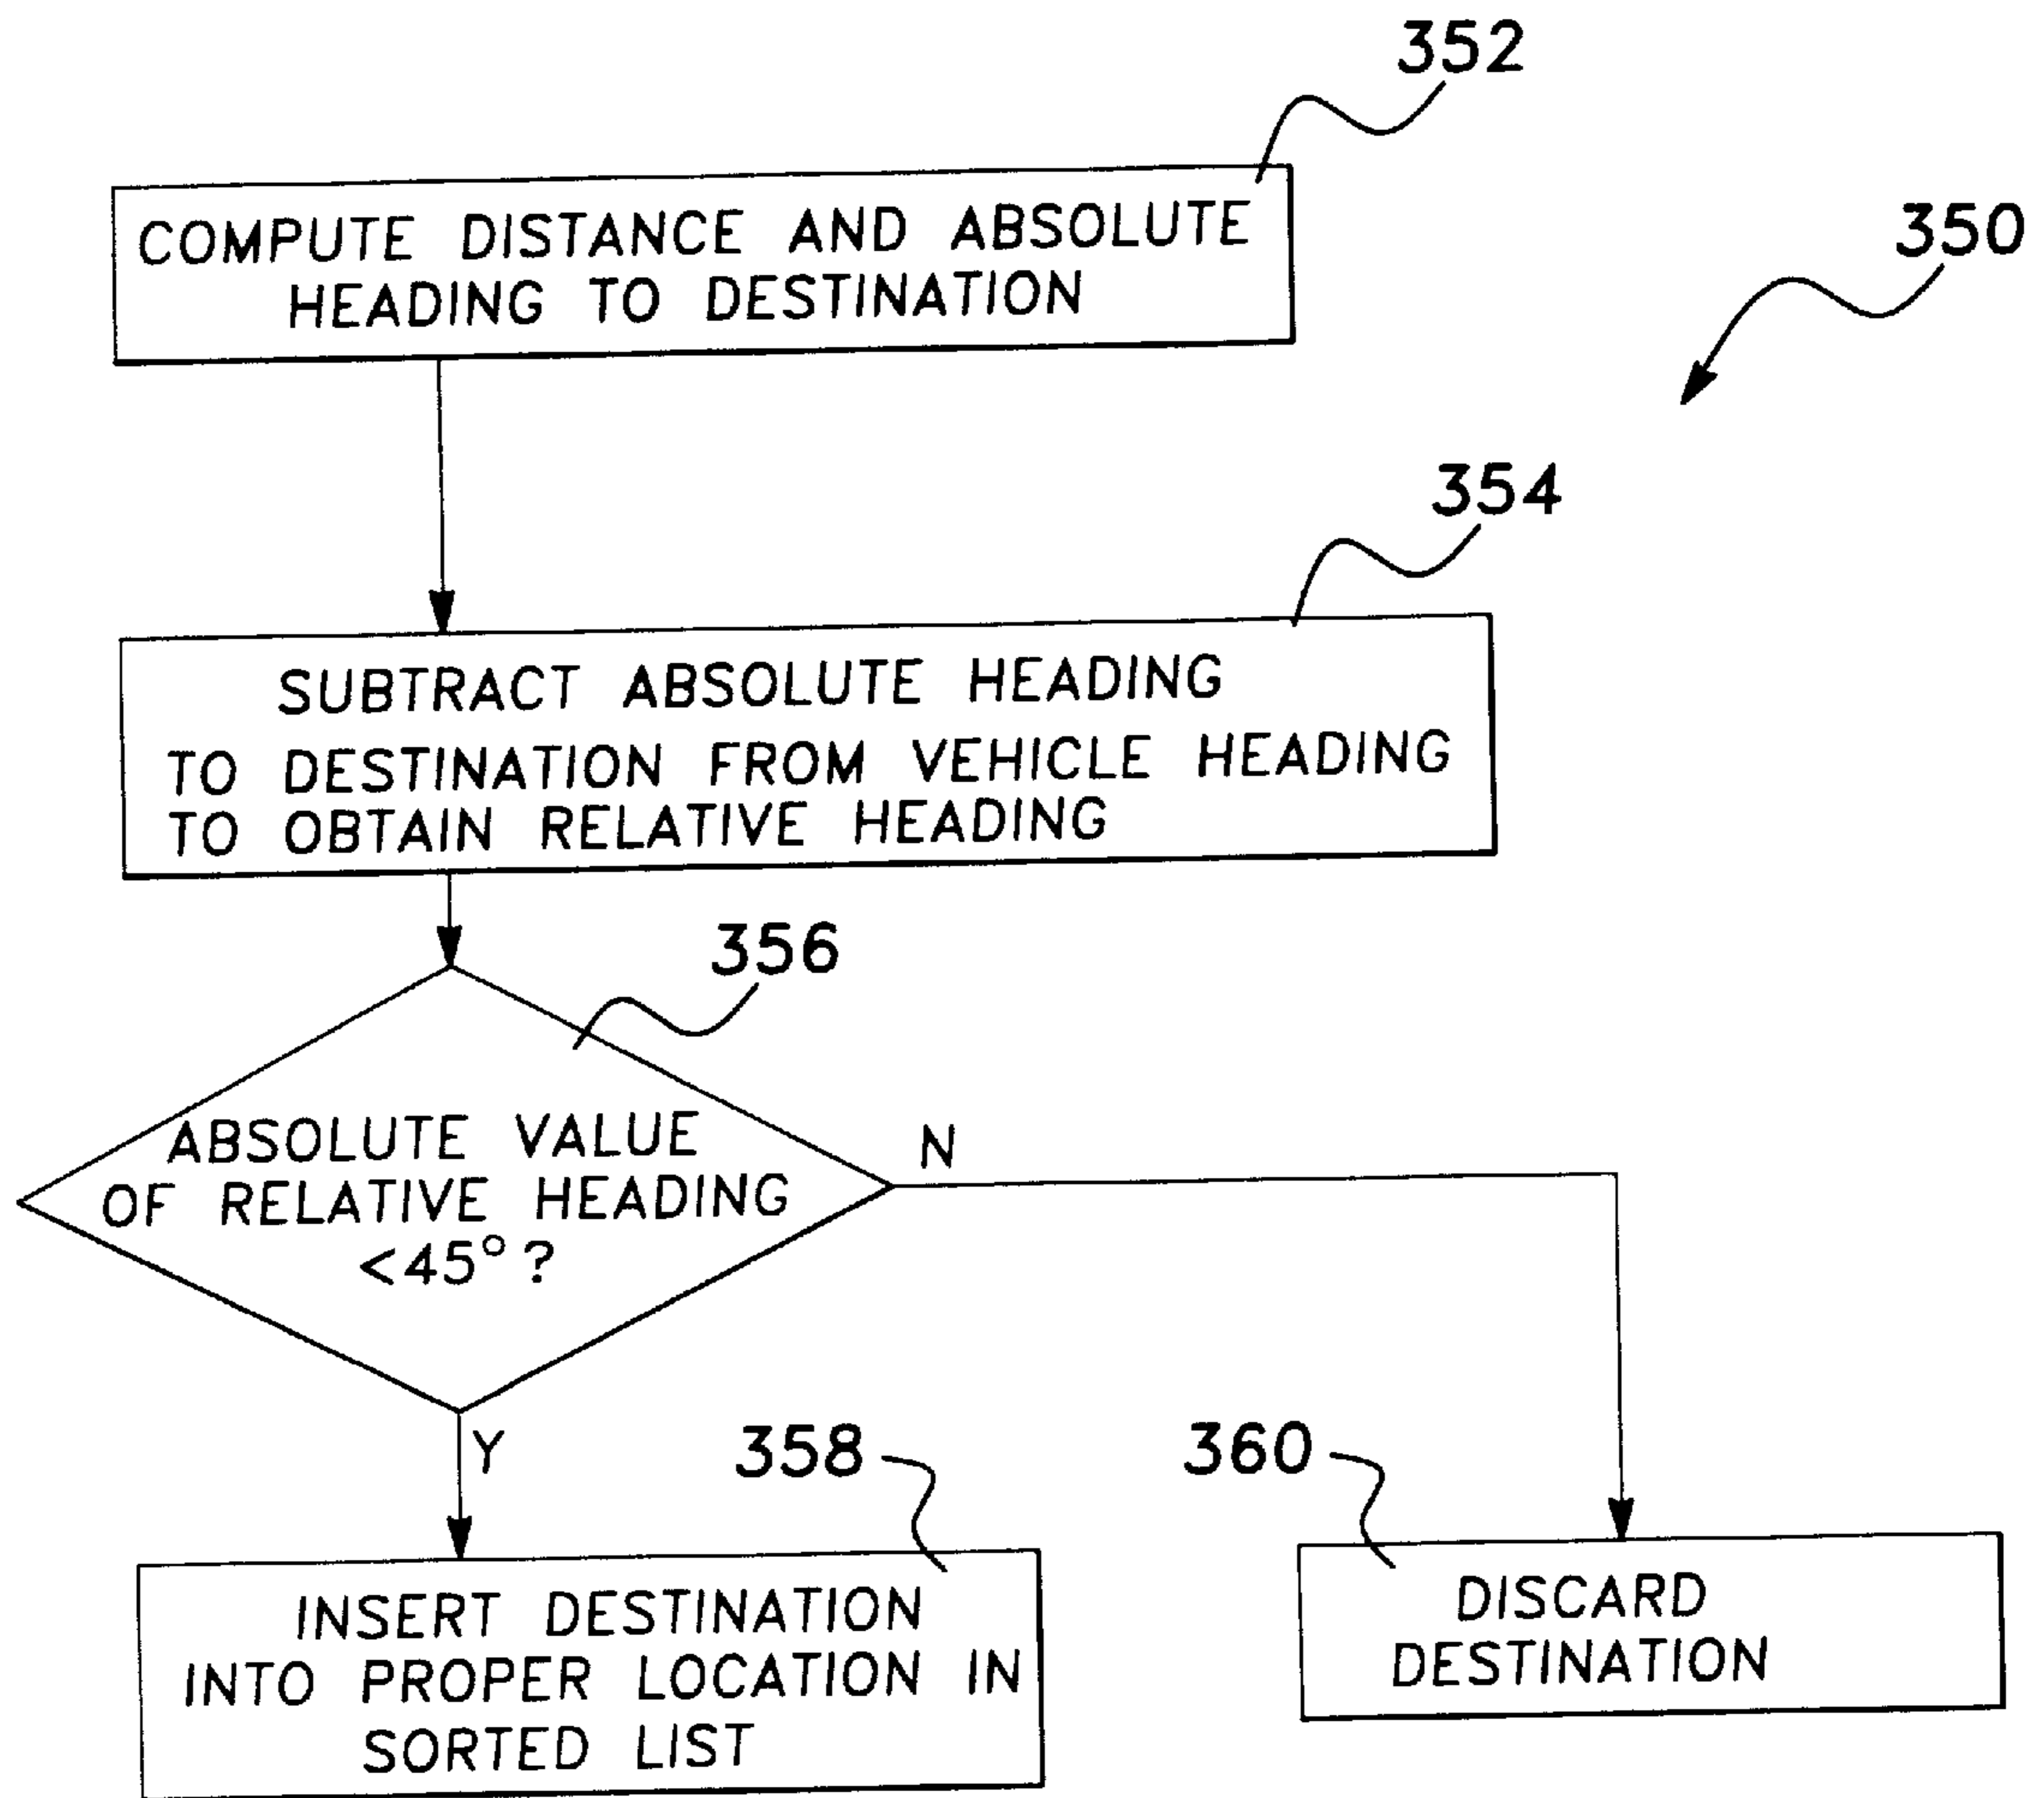 352
COMPUTE DISTANCE AND ABSOLUTE
HEADING TO DESTINATION
350
354
SUBTRACT ABSOLUTE HEADING
TO DESTINATION FROM VEHICLE HEADING
TO OBTAIN RELATIVE HEADING
356
ABSOLUTE VALUE
OF RELATIVE HEADING
<45°?
N
Y
358
INSERT DESTINATION
INTO PROPER LOCATION IN
SORTED LIST
360
DISCARD
DESTINATION